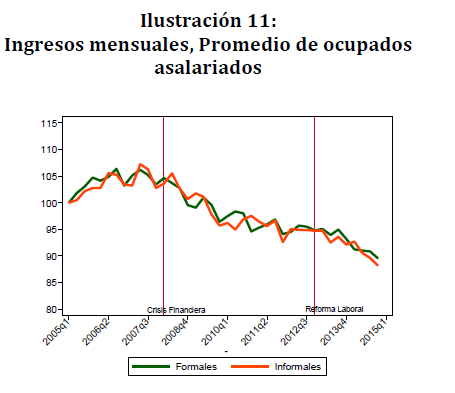 Ilustración 11:
Ingresos mensuales, Promedio de ocupados
asalariados
115
110
105
100
95
90
85
80
Crisis Financiera
Reforma Laboral
2005q1
2006q2
2007q3
2008q4
2010q1
2011q2
2012q3
2013q4
2015q1
Formales
Informales